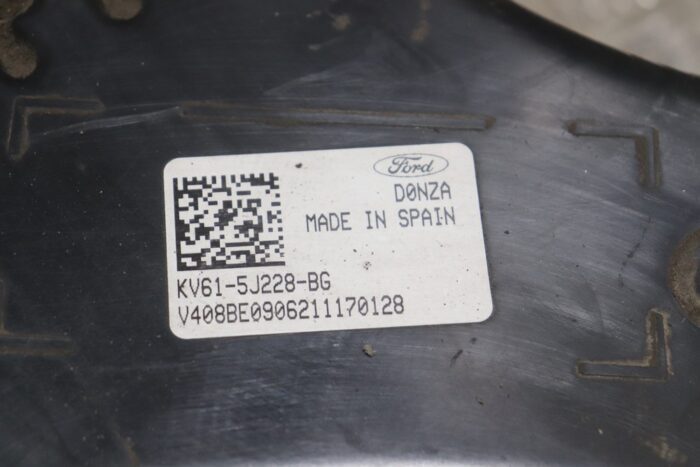 Ford
D0NZA
MADE IN SPAIN
KV61-5J228-BG
V408BE0906211170128